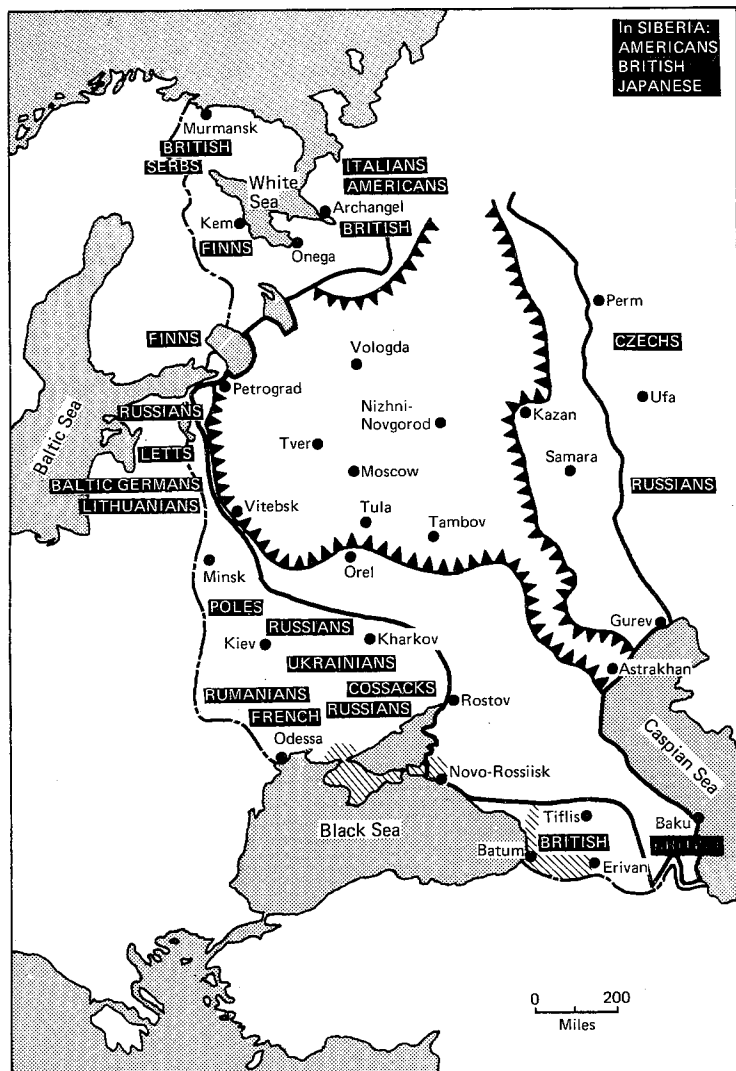 In SIBERIA:
AMERICANS
BRITISH
JAPANESE
Murmansk
BRITISH
SERBS
ITALIANS
AMERICANS
White
Sea
Archangel
Kem
BRITISH
FINNS
Onega
Perm
FINNS
Vologda
CZECHS
Petrograd
Ufa
RUSSIANS
Nizhni-
Novgorod
Kazan
Baltic Sea
Tver
LETTS
Samara
Moscow
BALTIC GERMANS
RUSSIANS
LITHUANIANS
Vitebsk
Tula
Tambov
Minsk
Orel
POLES
RUSSIANS
Gurev
Kiev
Kharkov
UKRAINIANS
Astrakhan
RUMANIANS
COSSACKS
FRENCH
RUSSIANS
Rostov
Odessa
Caspian Sea
Novo-Rossiisk
Black Sea
Tiflis
Baku
BRITISH
Batum
Erivan
0 200
Miles